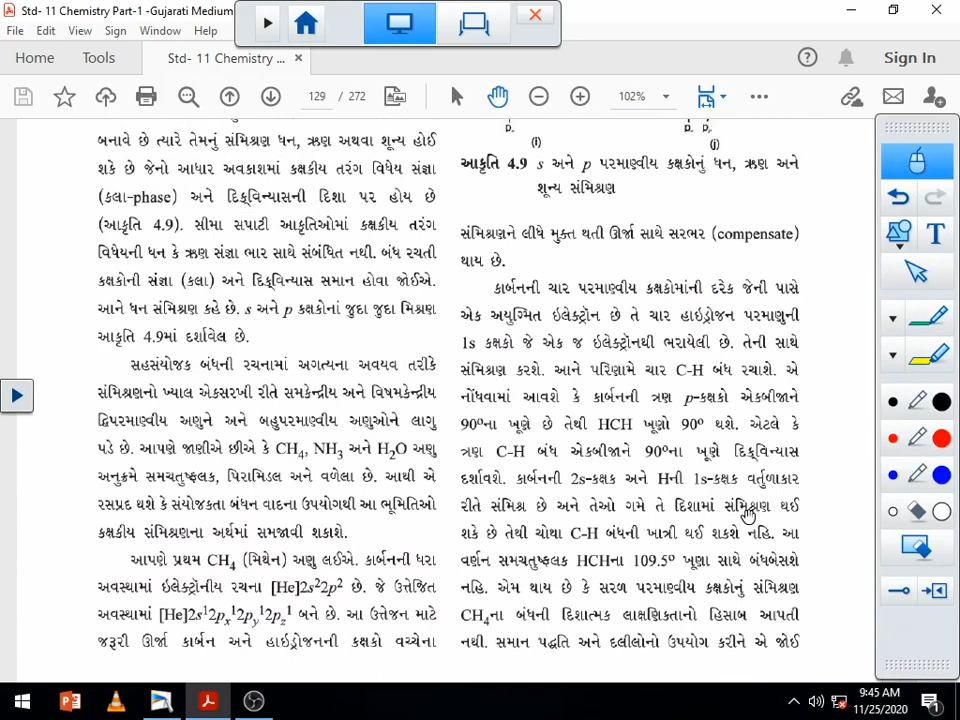 Std- 11 Chemistry Part-1 -Gujarati Medium
File Edit View Sign Window Help
Home Tools Std- 11 Chemistry ... × Sign In
129 / 272 102%
બનાવે છે ત્યારે તેમનું સંમિશ્રણ ધન, ઋણ અથવા શૂન્ય હોઈ
શકે છે જેનો આધાર અવકાશમાં કક્ષકીય તરંગ વિધેય સંજ્ઞા
(કલા-phase) અને દિક્‌વિન્યાસની દિશા પર હોય છે
(આકૃતિ 4.9). સીમા સપાટી આકૃતિઓમાં કક્ષકીય તરંગ
વિધેયની ધન કે ઋણ સંજ્ઞા ભાર સાથે સંબંધિત નથી. બંધ રચતી
કક્ષકોની સંજ્ઞા (કલા) અને દિક્‌વિન્યાસ સમાન હોવા જોઈએ.
આને ધન સંમિશ્રણ કહે છે. s અને p કક્ષકોનાં જુદા જુદા મિશ્રણ
આકૃતિ 4.9માં દર્શાવેલ છે.
સહસંયોજક બંધની રચનામાં અગત્યના અવયવ તરીકે
સંમિશ્રણનો ખ્યાલ એકસરખી રીતે સમકેન્દ્રીય અને વિષમકેન્દ્રીય
દ્વિપરમાણ્વીય અણુને અને બહુપરમાણ્વીય અણુઓને લાગુ
પડે છે. આપણે જાણીએ છીએ કે CH₄, NH₃ અને H₂O અણુ
અનુક્રમે સમચતુષ્ફલક, પિરામિડલ અને વળેલા છે. આથી એ
રસપ્રદ થશે કે સંયોજકતા બંધન વાદના ઉપયોગથી આ ભૂમિતિઓ
કક્ષકીય સંમિશ્રણના અર્થમાં સમજાવી શકાશે.
આપણે પ્રથમ CH₄ (મિથેન) અણુ લઈએ. કાર્બનની ધરા
અવસ્થામાં ઇલેક્ટ્રૉનીય રચના [He]2s²2p² છે. જે ઉત્તેજિત
અવસ્થામાં [He]2s¹2pₓ¹2p_y¹2p_z¹ બને છે. આ ઉત્તેજન માટે
જરૂરી ઊર્જા કાર્બન અને હાઇડ્રોજનની કક્ષકો વચ્ચેના
(i) (j)
આકૃતિ 4.9 s અને p પરમાણ્વીય કક્ષકોનું ધન, ઋણ અને
શૂન્ય સંમિશ્રણ
સંમિશ્રણને લીધે મુક્ત થતી ઊર્જા સાથે સરભર (compensate)
થાય છે.
કાર્બનની ચાર પરમાણ્વીય કક્ષકોમાંની દરેક જેની પાસે
એક અયુગ્મિત ઇલેક્ટ્રૉન છે તે ચાર હાઇડ્રોજન પરમાણુની
1s કક્ષકો જે એક જ ઇલેક્ટ્રૉનથી ભરાયેલી છે. તેની સાથે
સંમિશ્રણ કરશે. આને પરિણામે ચાર C-H બંધ રચાશે. એ
નોંધવામાં આવશે કે કાર્બનની ત્રણ p-કક્ષકો એકબીજાને
90°ના ખૂણે છે તેથી HCH ખૂણો 90° થશે. એટલે કે
ત્રણ C-H બંધ એકબીજાને 90°ના ખૂણે દિક્‌વિન્યાસ
દર્શાવશે. કાર્બનની 2s-કક્ષક અને Hની 1s-કક્ષક વર્તુળાકાર
રીતે સંમિશ્ર છે અને તેઓ ગમે તે દિશામાં સંમિશ્રણ થઈ
શકે છે તેથી ચોથા C-H બંધની ખાત્રી થઈ શકશે નહિ. આ
વર્ણન સમચતુષ્ફલક HCHના 109.5° ખૂણા સાથે બંધબેસશે
નહિ. એમ થાય છે કે સરળ પરમાણ્વીય કક્ષકોનું સંમિશ્રણ
CH₄ના બંધની દિશાત્મક લાક્ષણિકતાનો હિસાબ આપતી
નથી. સમાન પદ્ધતિ અને દલીલોનો ઉપયોગ કરીને એ જોઈ
9:45 AM
11/25/2020